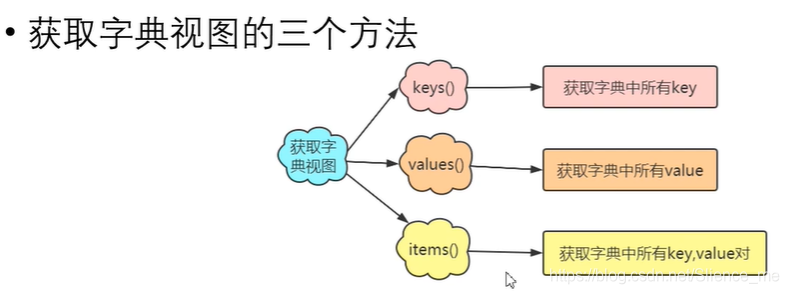 • 获取字典视图的三个方法
keys()
获取字典中所有key
获取字
典视图
values()
获取字典中所有value
items()
获取字典中所有key,value对
https://blog.csdn.net/Silence_me